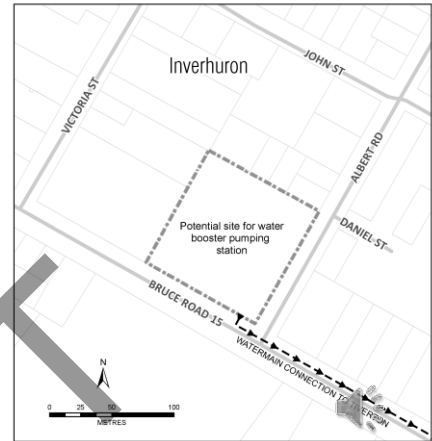 Inverhuron
JOHN ST
VICTORIA ST
ALBERT RD
Potential site for water
booster pumping
station
DANIEL ST
BRUCE ROAD 15
WATERMAIN CONNECTION TO
N
0 25 50 100
METRES